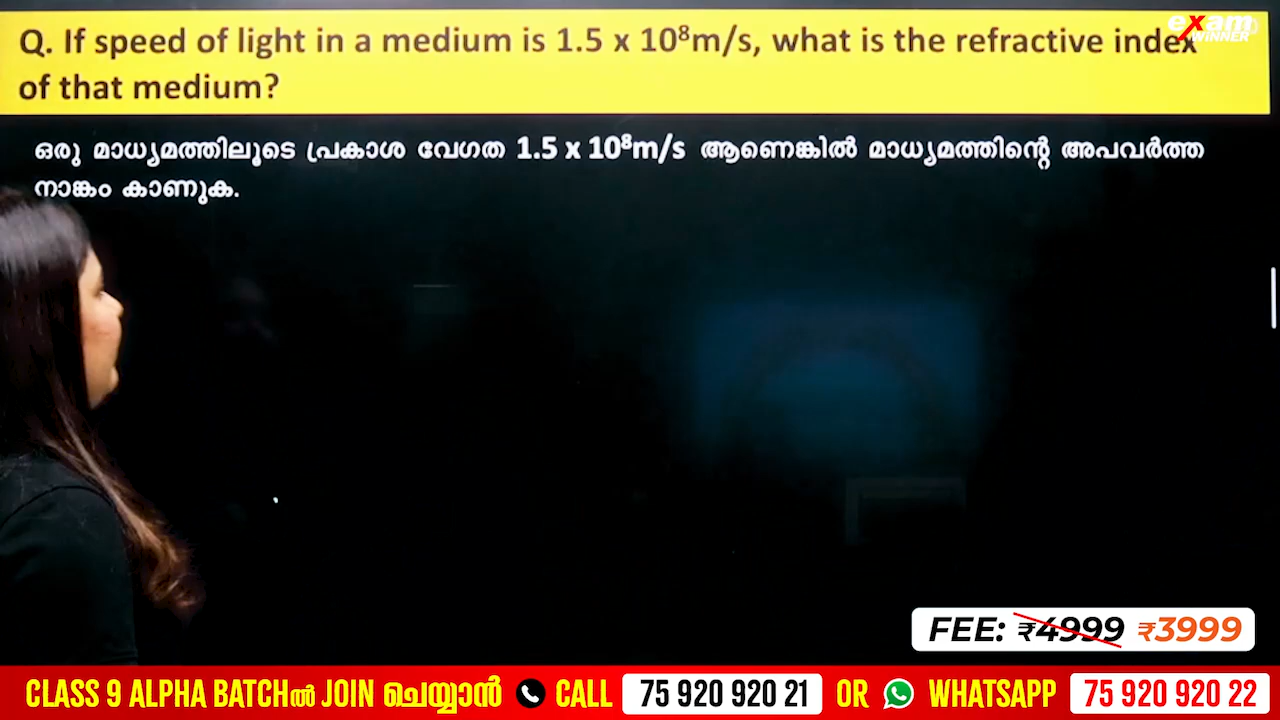 exam
WINNER
Q. If speed of light in a medium is 1.5 x 10⁸m/s, what is the refractive index
of that medium?
ഒരു മാധ്യമത്തിലൂടെ പ്രകാശ വേഗത 1.5 x 10⁸m/s ആണെങ്കിൽ മാധ്യമത്തിന്റെ അപവർത്ത
നാങ്കം കാണുക.
FEE: ₹4999 ₹3999
CLASS 9 ALPHA BATCHൽ JOIN ചെയ്യാൻ CALL 75 920 920 21 OR WHATSAPP 75 920 920 22